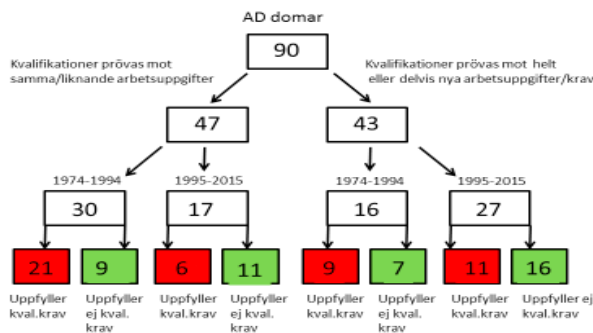 AD domar
90
Kvalifikationer prövas mot
samma/liknande arbetsuppgifter
Kvalifikationer prövas mot helt
eller delvis nya arbetsuppgifter/krav
47
43
1974-1994
1995-2015
1974-1994
1995-2015
30
17
16
27
21
9
6
11
9
7
11
16
Uppfyller
kval.krav
Uppfyller
ej kval.
krav
Uppfyller
kval.krav
Uppfyller
ej kval.
krav
Uppfyller
kval.krav
Uppfyller
ej kval.
krav
Uppfyller
kval.krav
Uppfyller ej
kval.krav